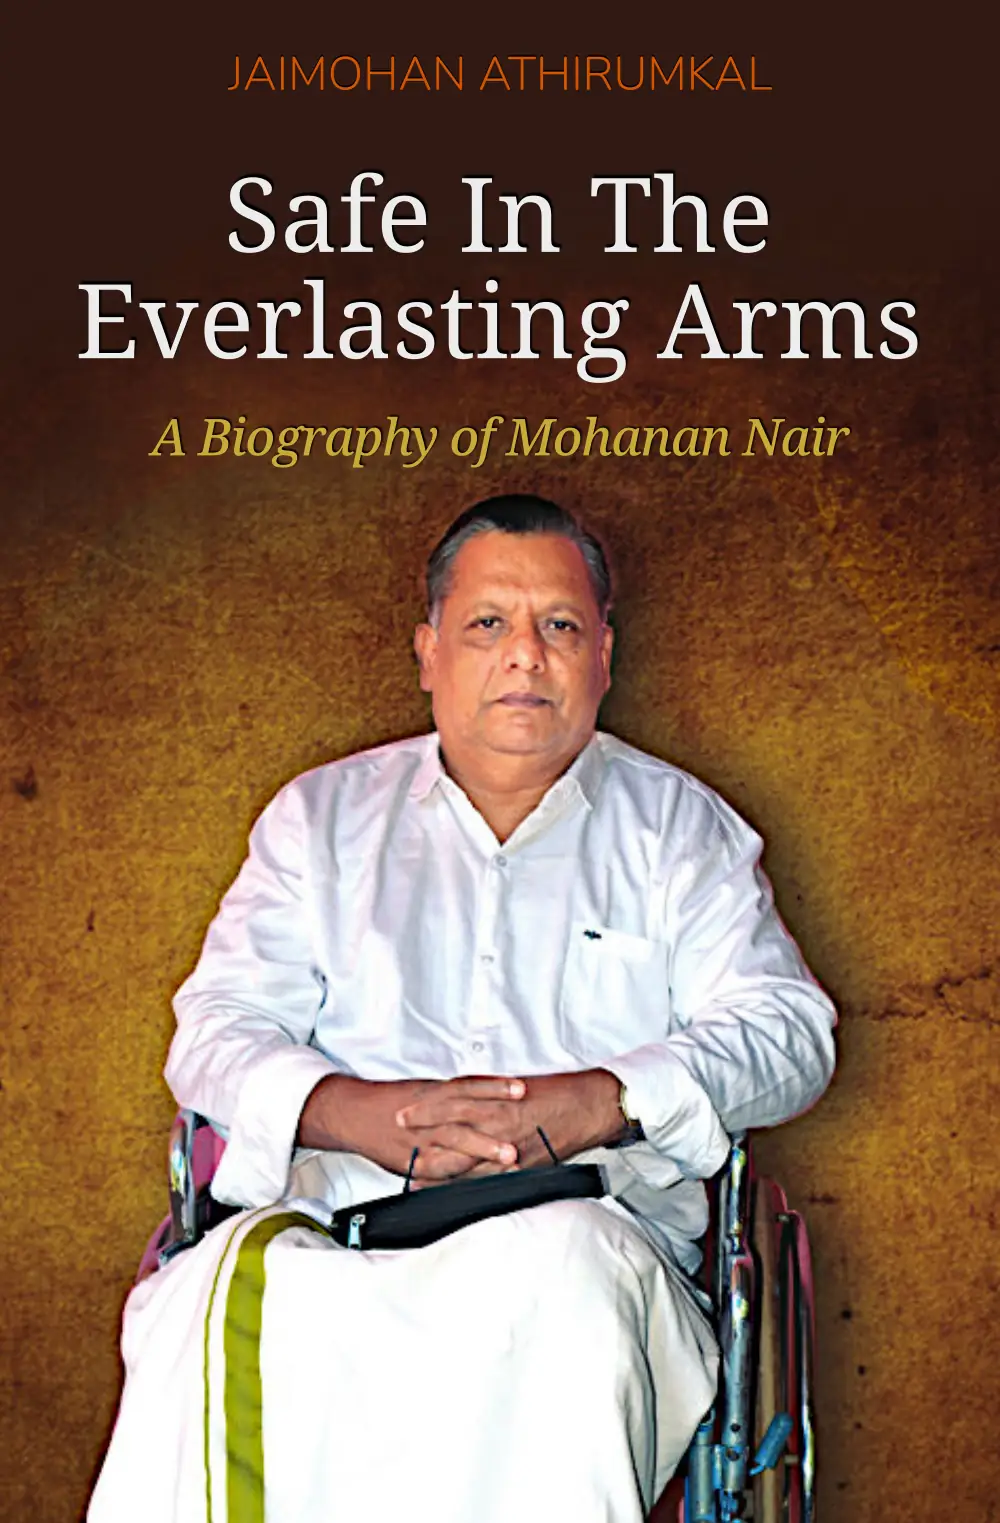 JAIMOHAN ATHIRUMKAL
Safe In The
Everlasting Arms
A Biography of Mohanan Nair